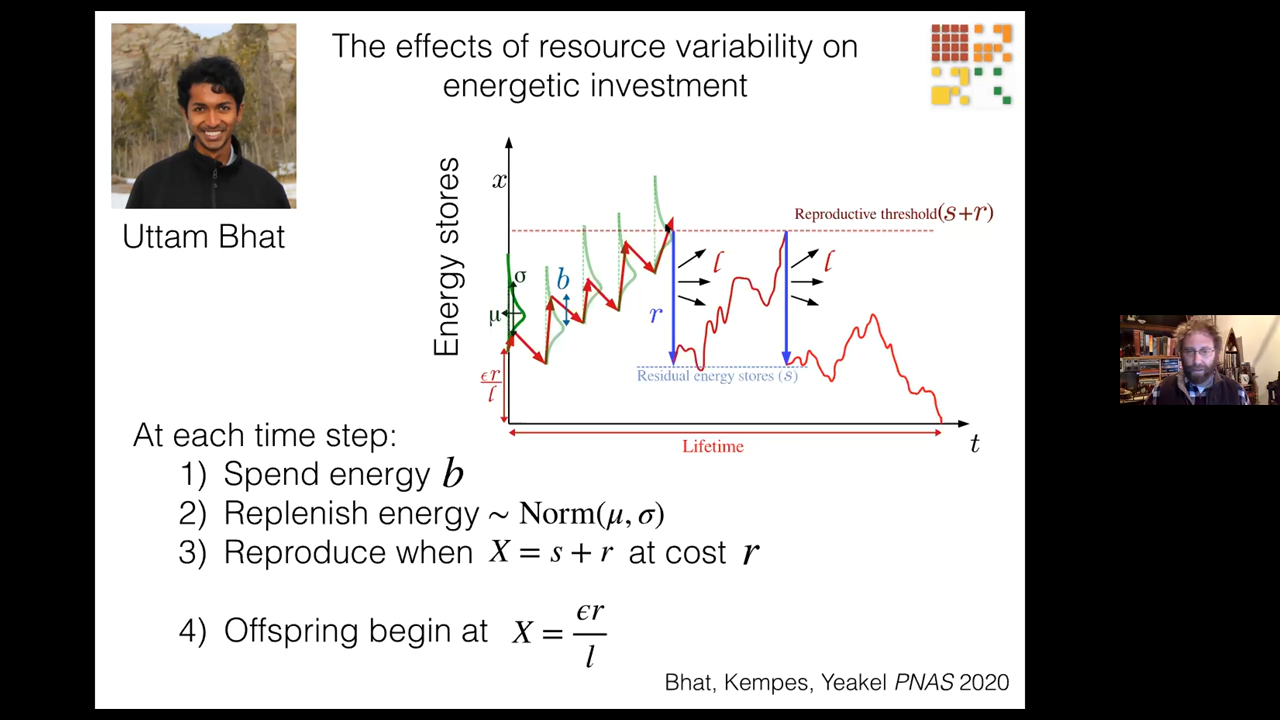 The effects of resource variability on
energetic investment
Uttam Bhat
Energy stores
x
Reproductive threshold(s+r)
σ
b
μ
l
l
r
ϵr
l
Residual energy stores (s)
Lifetime
t
At each time step:
1) Spend energy b
2) Replenish energy ~ Norm(μ, σ)
3) Reproduce when X = s + r at cost r
4) Offspring begin at X = ϵr/l
Bhat, Kempes, Yeakel PNAS 2020